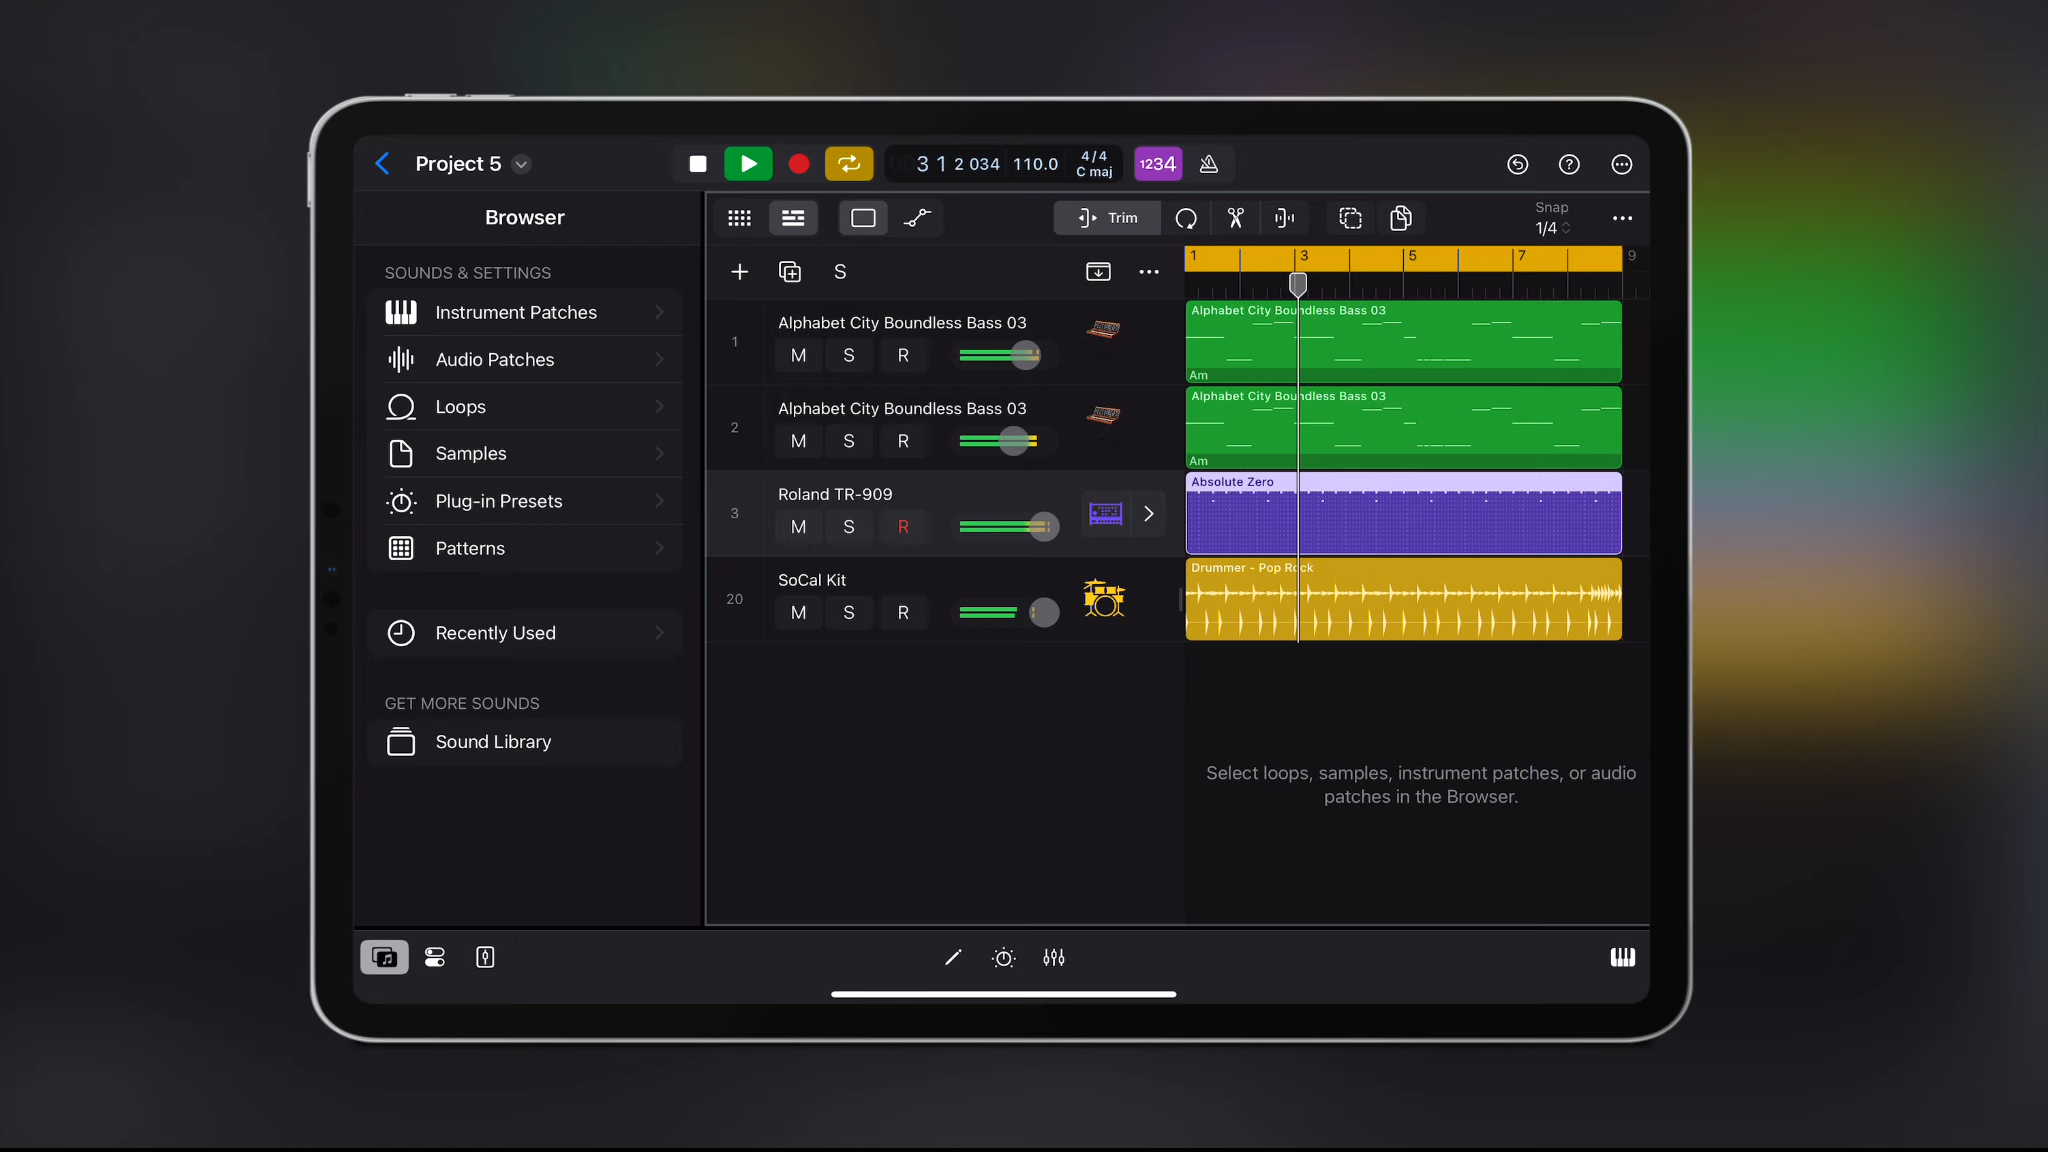 Project 5
3 1 2 034
110.0
4/4
C maj
1234
Browser
Trim
Snap
1/4
SOUNDS & SETTINGS
Instrument Patches
Audio Patches
Loops
Samples
Plug-in Presets
Patterns
Recently Used
GET MORE SOUNDS
Sound Library
S
1 3 5 7 9
1
Alphabet City Boundless Bass 03
M S R
Alphabet City Boundless Bass 03
Am
2
Alphabet City Boundless Bass 03
M S R
Alphabet City Boundless Bass 03
Am
3
Roland TR-909
M S R
Absolute Zero
20
SoCal Kit
M S R
Drummer - Pop Rock
Select loops, samples, instrument patches, or audio
patches in the Browser.